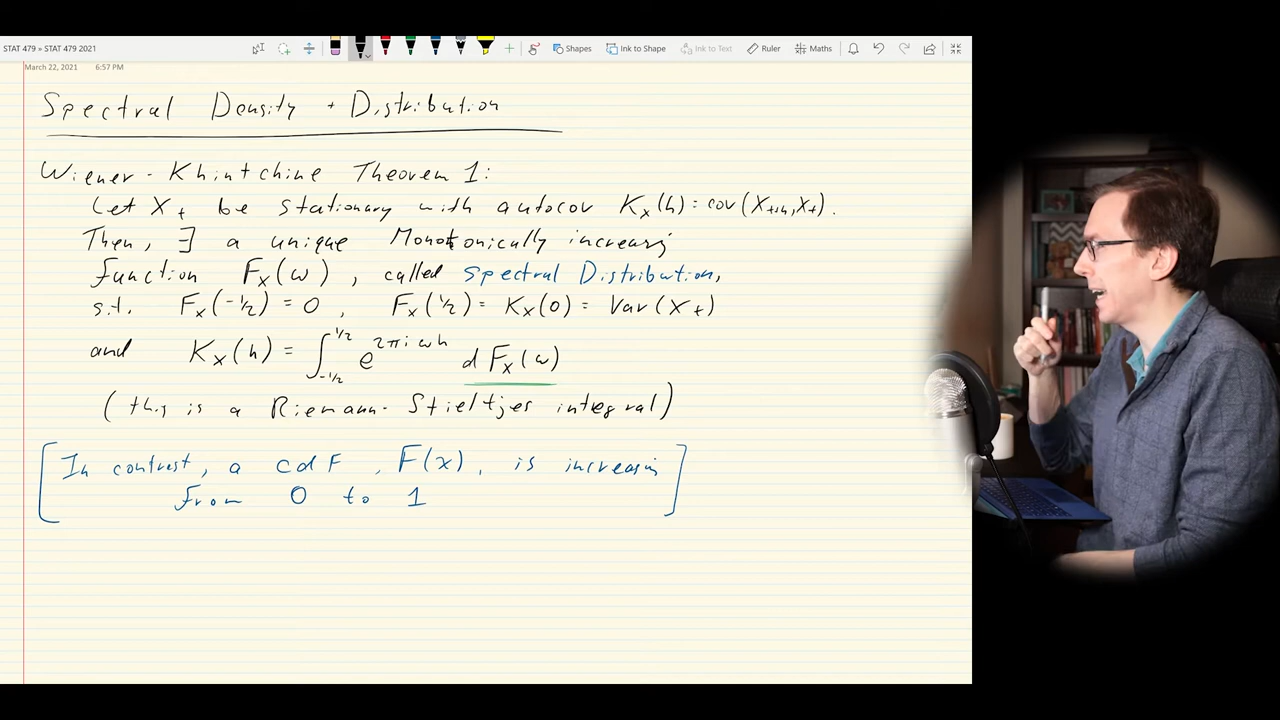 STAT 479 » STAT 479 2021
Shapes Ink to Shape Ink to Text Ruler Maths
March 22, 2021 6:57 PM
Spectral Density + Distribution
Wiener - Khintchine Theorem 1:
Let X_t be stationary with autocov K_X(h) = cov(X_{t+h}, X_t).
Then, ∃ a unique Monotonically increasing
function F_X(ω), called spectral Distribution,
s.t. F_X(-1/2) = 0, F_X(1/2) = K_X(0) = Var(X_t)
and K_X(h) = ∫_{-1/2}^{1/2} e^{2πiωh} dF_X(ω)
(this is a Riemann-Stieltjes integral)
[In contrast, a cdF, F(x), is increasing
from 0 to 1]